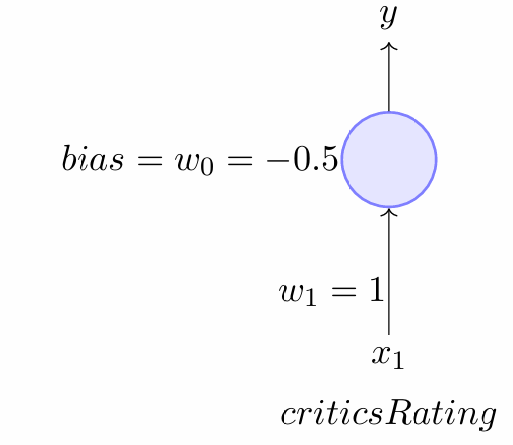 y
bias = w₀ = −0.5
w₁ = 1
x₁
criticsRating